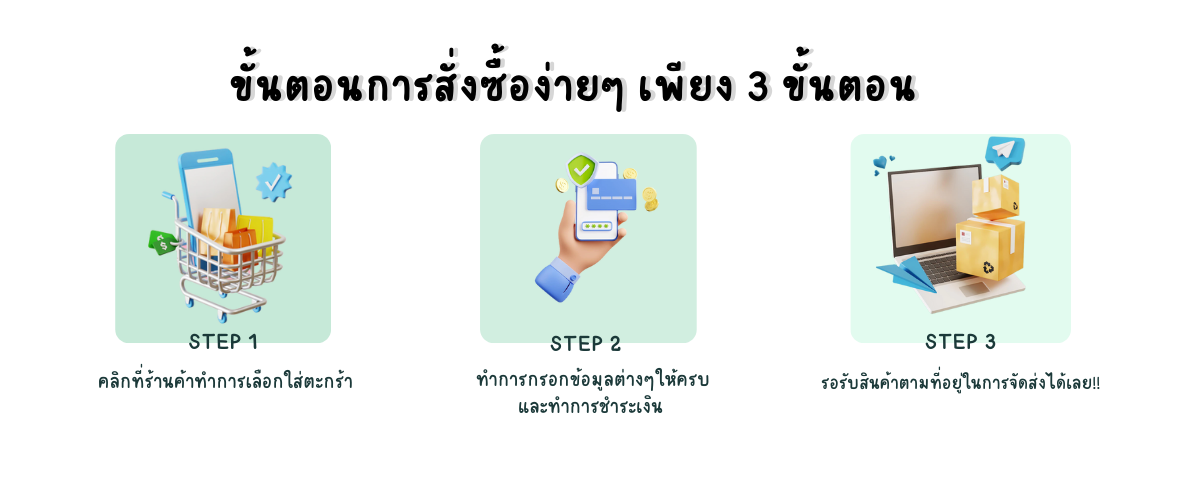 ขั้นตอนการสั่งซื้อง่ายๆ เพียง 3 ขั้นตอน
STEP 1
คลิกที่ร้านค้าทำการเลือกใส่ตะกร้า
STEP 2
ทำการกรอกข้อมูลต่างๆให้ครบ
และทำการชำระเงิน
STEP 3
รอรับสินค้าตามที่อยู่ในการจัดส่งได้เลย!!